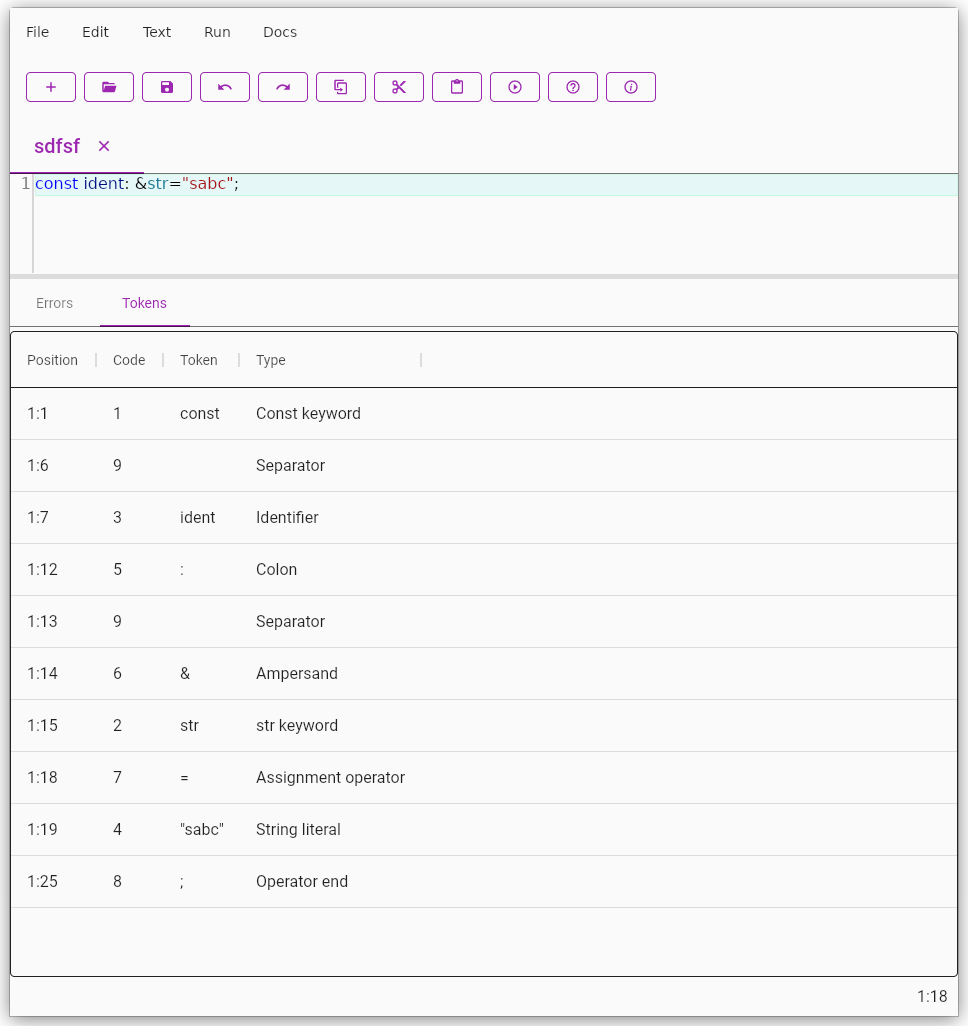 File Edit Text Run Docs
sdfsf
1 const ident: &str="sabc";
Errors Tokens
Position Code Token Type
1:1 1 const Const keyword
1:6 9 Separator
1:7 3 ident Identifier
1:12 5 : Colon
1:13 9 Separator
1:14 6 & Ampersand
1:15 2 str str keyword
1:18 7 = Assignment operator
1:19 4 "sabc" String literal
1:25 8 ; Operator end
1:18